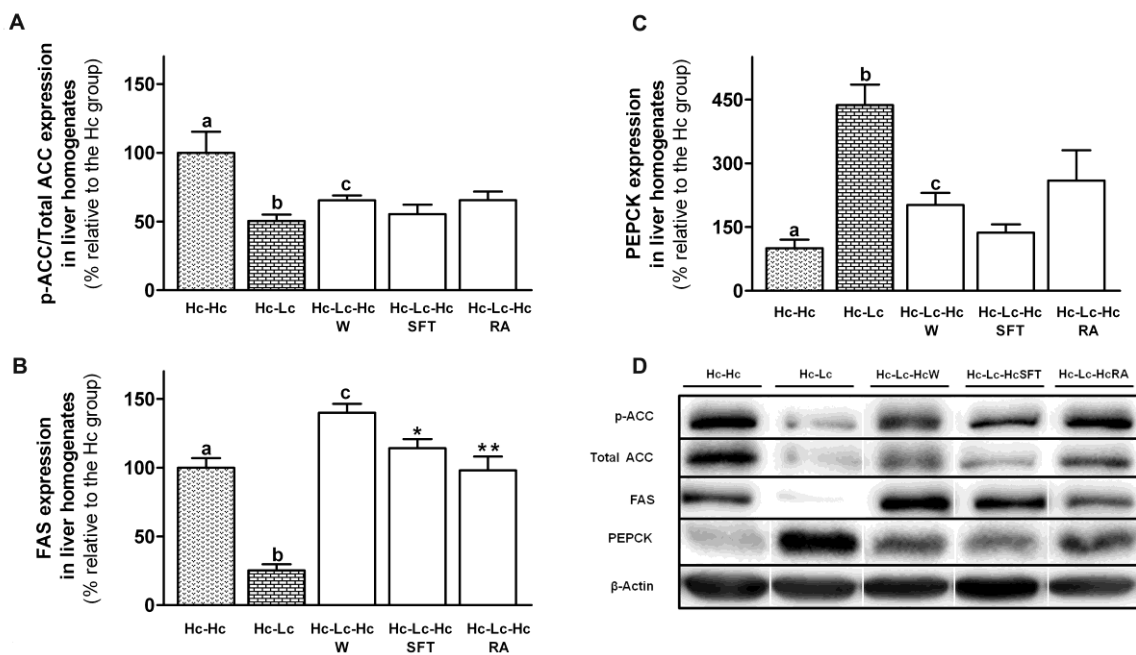 A
p-ACC/Total ACC expression
in liver homogenates
(% relative to the Hc group)
150
100
50
0
a
b
c
Hc-Hc
Hc-Lc
Hc-Lc-Hc
W
Hc-Lc-Hc
SFT
Hc-Lc-Hc
RA
B
FAS expression
in liver homogenates
(% relative to the Hc group)
150
100
50
0
a
b
c
*
**
Hc-Hc
Hc-Lc
Hc-Lc-Hc
W
Hc-Lc-Hc
SFT
Hc-Lc-Hc
RA
C
PEPCK expression
in liver homogenates
(% relative to the Hc group)
450
300
150
0
a
b
c
Hc-Hc
Hc-Lc
Hc-Lc-Hc
W
Hc-Lc-Hc
SFT
Hc-Lc-Hc
RA
D
Hc-Hc
Hc-Lc
Hc-Lc-HcW
Hc-Lc-HcSFT
Hc-Lc-HcRA
p-ACC
Total ACC
FAS
PEPCK
β-Actin